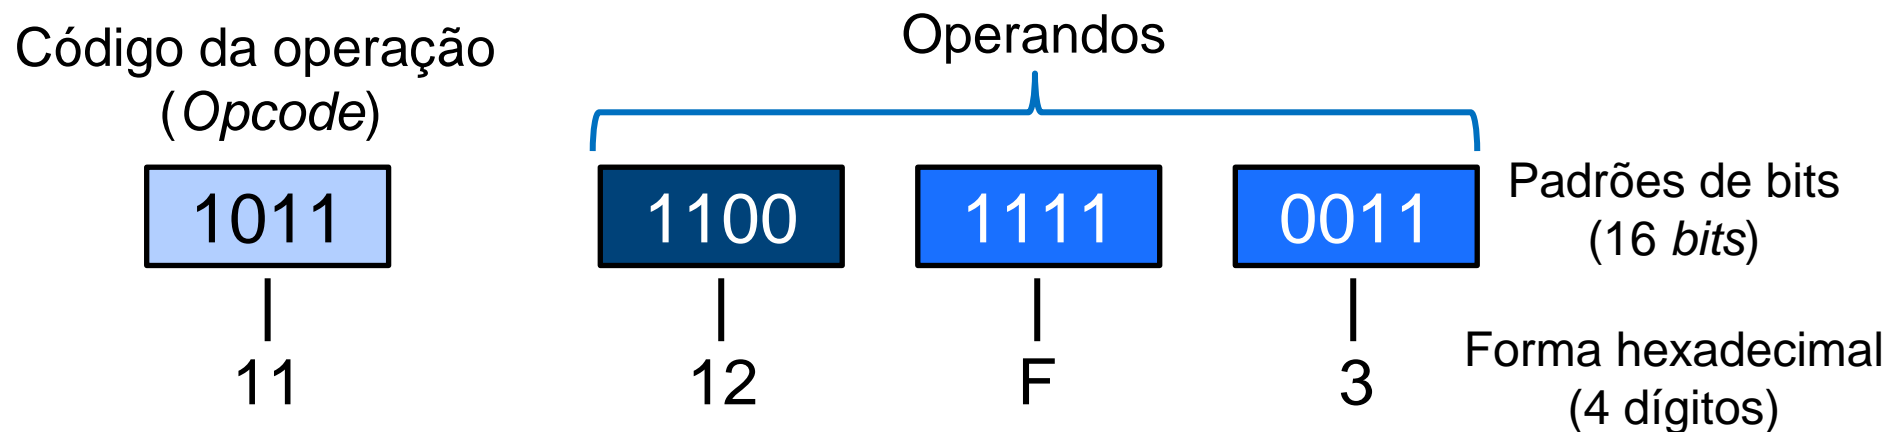 Código da operação
(Opcode)
Operandos
1011
1100
1111
0011
Padrões de bits
(16 bits)
11
12
F
3
Forma hexadecimal
(4 dígitos)